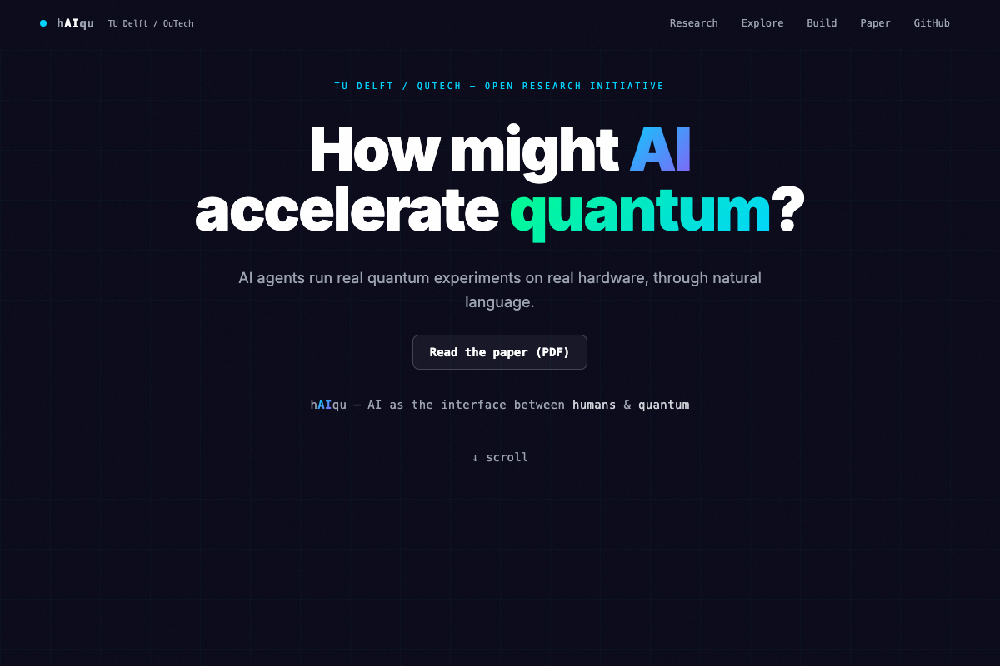 hAIqu TU Delft / QuTech
Research Explore Build Paper GitHub
TU DELFT / QUTECH — OPEN RESEARCH INITIATIVE
How might AI
accelerate quantum?
AI agents run real quantum experiments on real hardware, through natural
language.
Read the paper (PDF)
hAIqu — AI as the interface between humans & quantum
↓ scroll